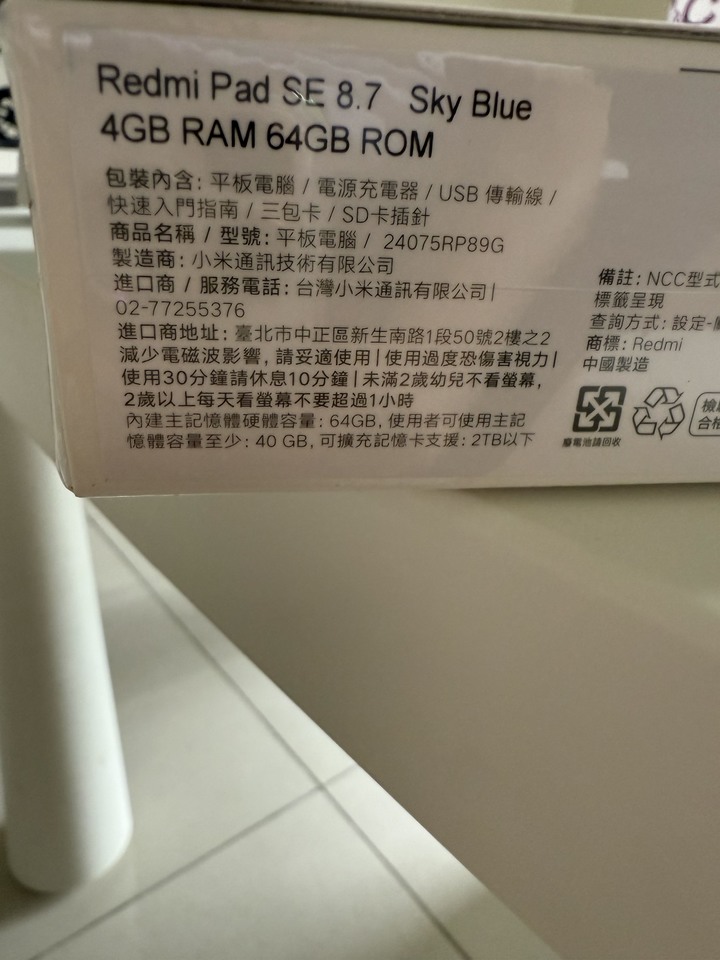 Redmi Pad SE 8.7 Sky Blue
4GB RAM 64GB ROM
包裝內含: 平板電腦 / 電源充電器 / USB 傳輸線 /
快速入門指南 / 三包卡 / SD卡插針
商品名稱 / 型號: 平板電腦 / 24075RP89G
製造商: 小米通訊技術有限公司
進口商 / 服務電話: 台灣小米通訊有限公司|
02-77255376
進口商地址: 臺北市中正區新生南路1段50號2樓之2
減少電磁波影響, 請妥適使用|使用過度恐傷害視力|
使用30分鐘請休息10分鐘|未滿2歲幼兒不看螢幕,
2歲以上每天看螢幕不要超過1小時
內建主記憶體硬體容量: 64GB, 使用者可使用主記
憶體容量至少: 40 GB, 可擴充記憶卡支援: 2TB以下
備註: NCC型式
標籤呈現
查詢方式: 設定-
商標: Redmi
中國製造
廢電池請回收
檢
合格